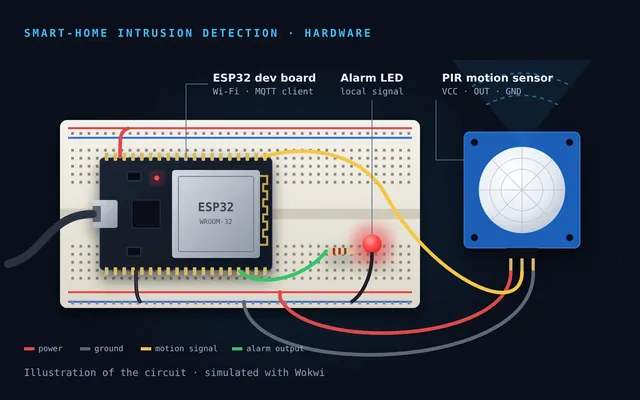 SMART-HOME INTRUSION DETECTION · HARDWARE
ESP32 dev board
Wi-Fi · MQTT client
Alarm LED
local signal
PIR motion sensor
VCC · OUT · GND
ESP32
WROOM-32
power
ground
motion signal
alarm output
Illustration of the circuit · simulated with Wokwi